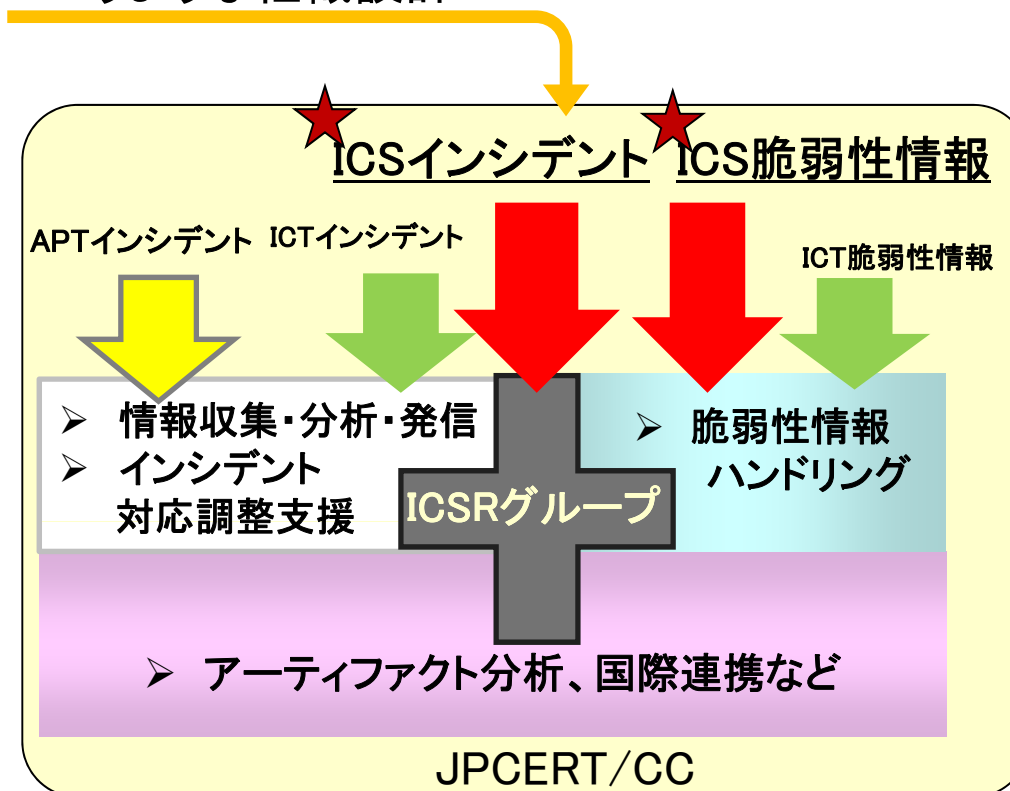 ICSインシデント ICS脆弱性情報
APTインシデント ICTインシデント
ICT脆弱性情報
➢ 情報収集・分析・発信
➢ インシデント
対応調整支援
➢ 脆弱性情報
ハンドリング
ICSRグループ
➢ アーティファクト分析、国際連携など
JPCERT/CC